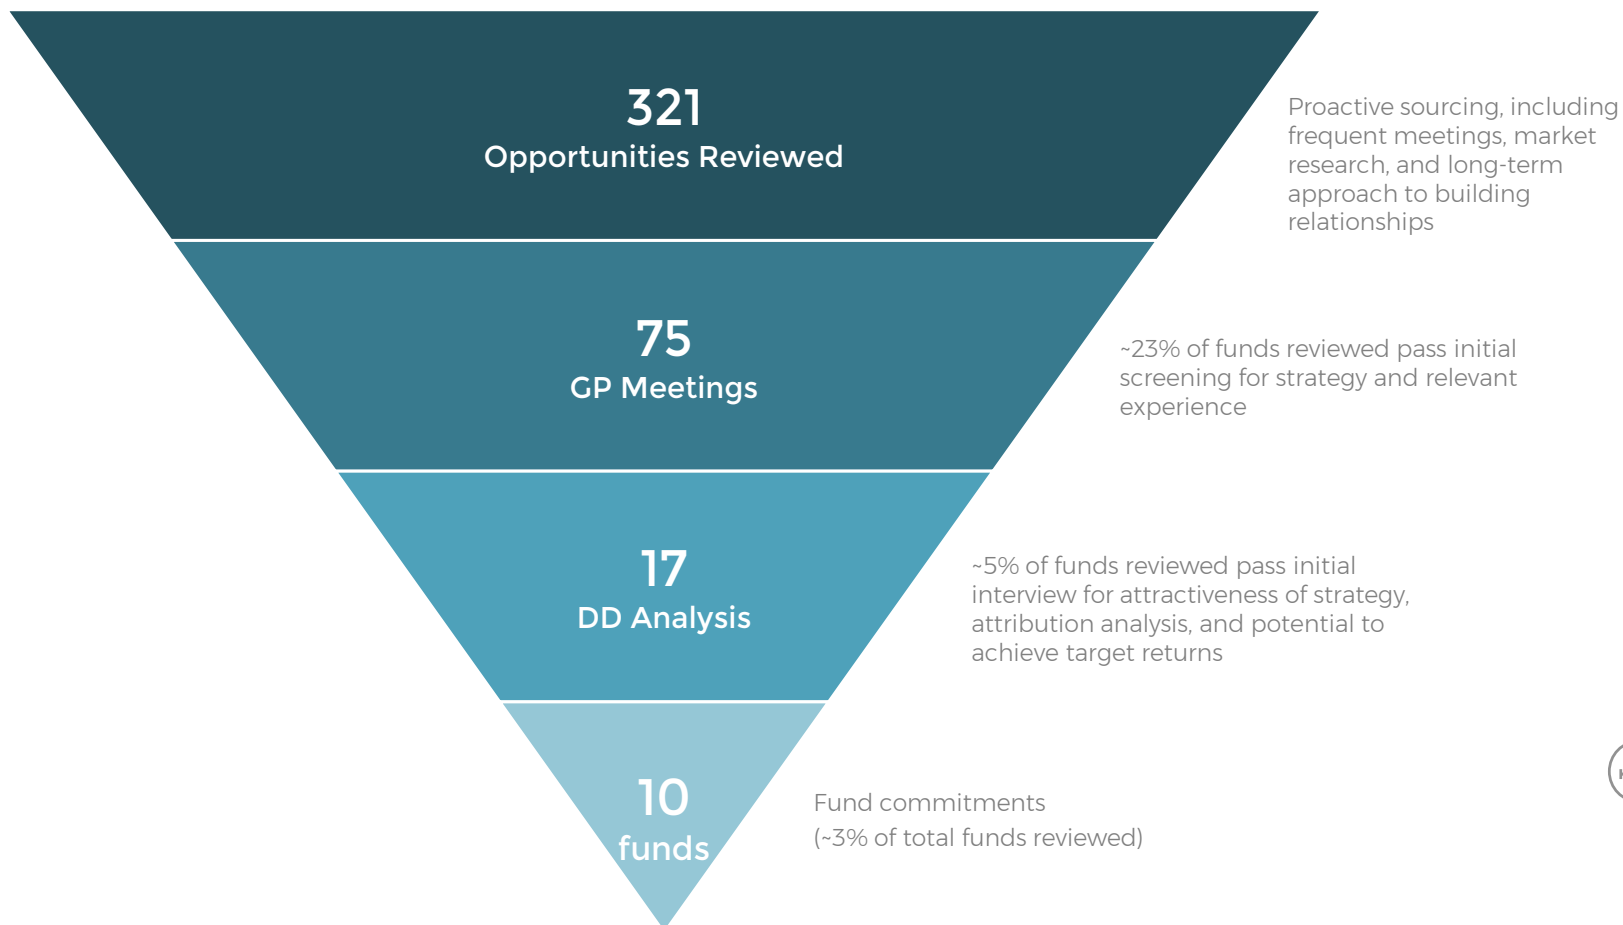 321
Opportunities Reviewed
Proactive sourcing, including
frequent meetings, market
research, and long-term
approach to building
relationships
75
GP Meetings
~23% of funds reviewed pass initial
screening for strategy and relevant
experience
17
DD Analysis
~5% of funds reviewed pass initial
interview for attractiveness of strategy,
attribution analysis, and potential to
achieve target returns
10
funds
Fund commitments
(~3% of total funds reviewed)